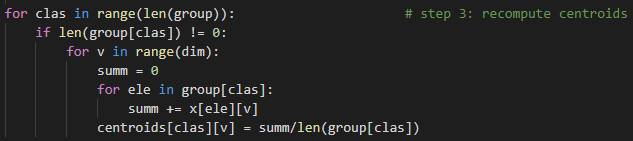 for clas in range(len(group)):                      # step 3: recompute centroids
    if len(group[clas]) != 0:
        for v in range(dim):
            summ = 0
            for ele in group[clas]:
                summ += x[ele][v]
            centroids[clas][v] = summ/len(group[clas])